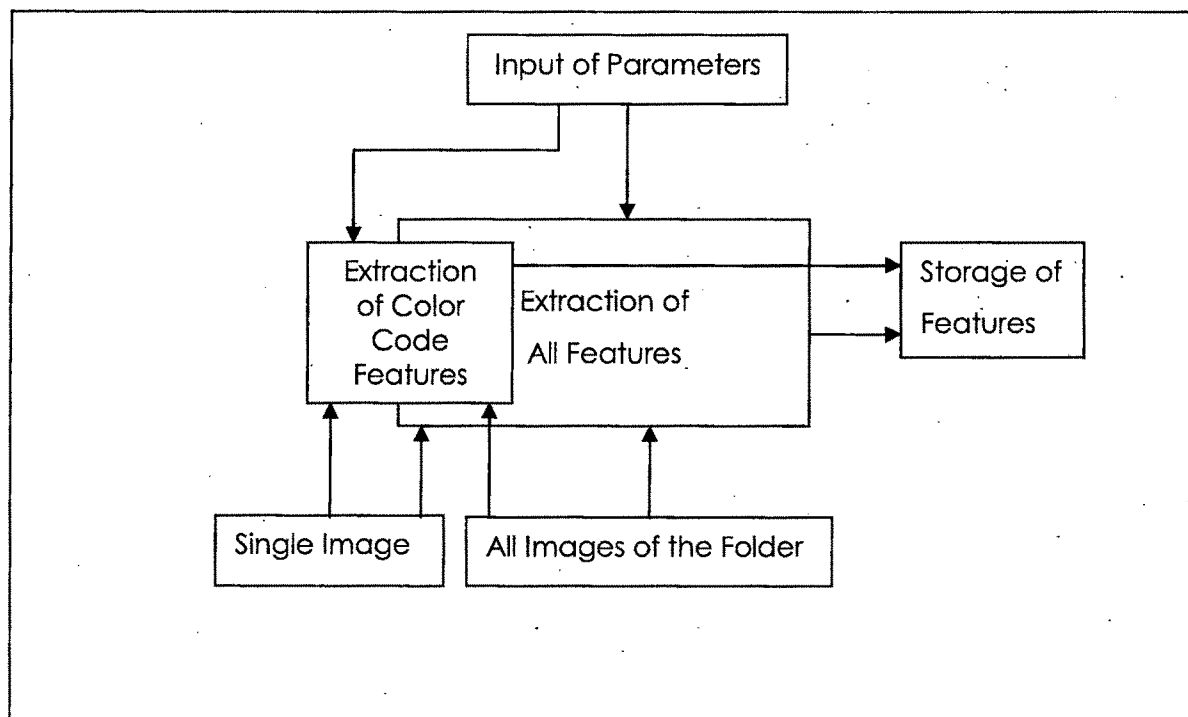 Input of Parameters
Extraction
of Color
Code
Features
Extraction of
All Features
Storage of
Features
Single Image
All Images of the Folder